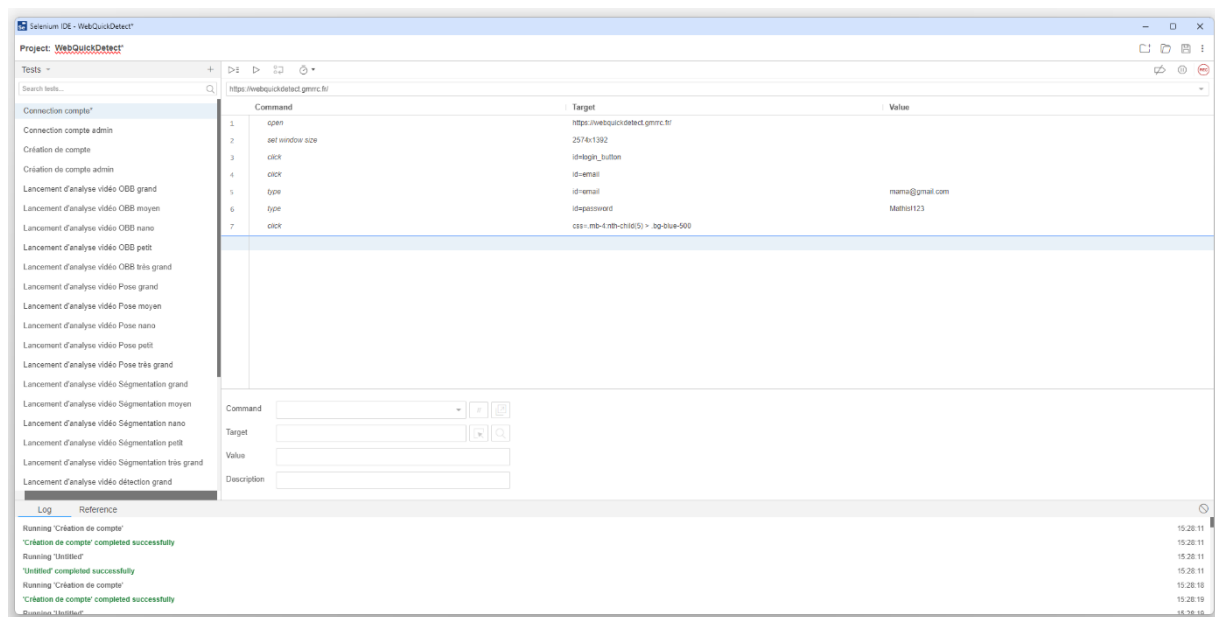 Selenium IDE - WebQuickDetect*
Project: WebQuickDetect*
Tests
Search tests...
https://webquickdetect.gmrrc.fr/
Connection compte*
Connection compte admin
Création de compte
Création de compte admin
Lancement d'analyse vidéo OBB grand
Lancement d'analyse vidéo OBB moyen
Lancement d'analyse vidéo OBB nano
Lancement d'analyse vidéo OBB petit
Lancement d'analyse vidéo OBB très grand
Lancement d'analyse vidéo Pose grand
Lancement d'analyse vidéo Pose moyen
Lancement d'analyse vidéo Pose nano
Lancement d'analyse vidéo Pose petit
Lancement d'analyse vidéo Pose très grand
Lancement d'analyse vidéo Ségmentation grand
Lancement d'analyse vidéo Ségmentation moyen
Lancement d'analyse vidéo Ségmentation nano
Lancement d'analyse vidéo Ségmentation petit
Lancement d'analyse vidéo Ségmentation très grand
Lancement d'analyse vidéo détection grand
Command Target Value
1 open https://webquickdetect.gmrrc.fr/
2 set window size 2574x1392
3 click id=login_button
4 click id=email
5 type id=email mama@gmail.com
6 type id=password
7 click css=.mb-4:nth-child(5) > .bg-blue-500
Command
Target
Value
Description
Log Reference
Running 'Création de compte' 15:28:11
'Création de compte' completed successfully 15:28:11
Running 'Untitled' 15:28:11
'Untitled' completed successfully 15:28:11
Running 'Création de compte' 15:28:18
'Création de compte' completed successfully 15:28:19
Running 'Untitled' 15:28:19